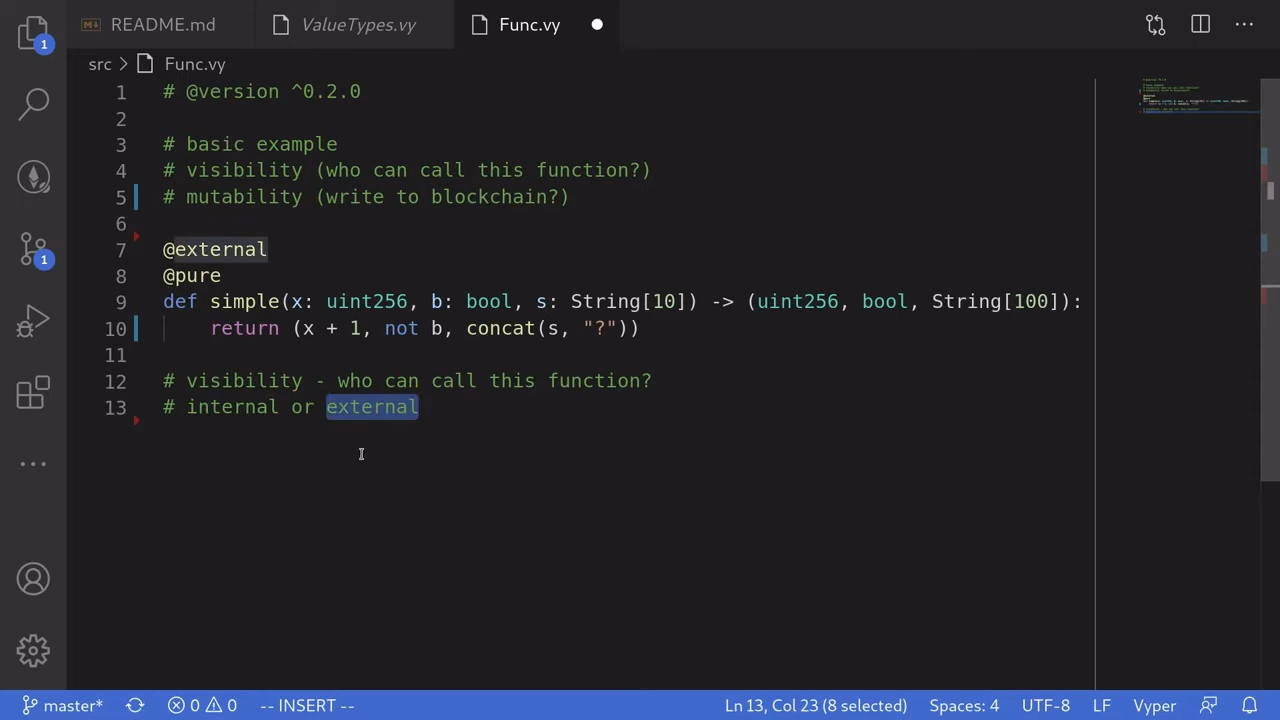 README.md ValueTypes.vy Func.vy
src > Func.vy
1 # @version ^0.2.0
2
3 # basic example
4 # visibility (who can call this function?)
5 # mutability (write to blockchain?)
6
7 @external
8 @pure
9 def simple(x: uint256, b: bool, s: String[10]) -> (uint256, bool, String[100]):
10 return (x + 1, not b, concat(s, "?"))
11
12 # visibility - who can call this function?
13 # internal or external
1
1
master* 0 0 -- INSERT -- Ln 13, Col 23 (8 selected) Spaces: 4 UTF-8 LF Vyper